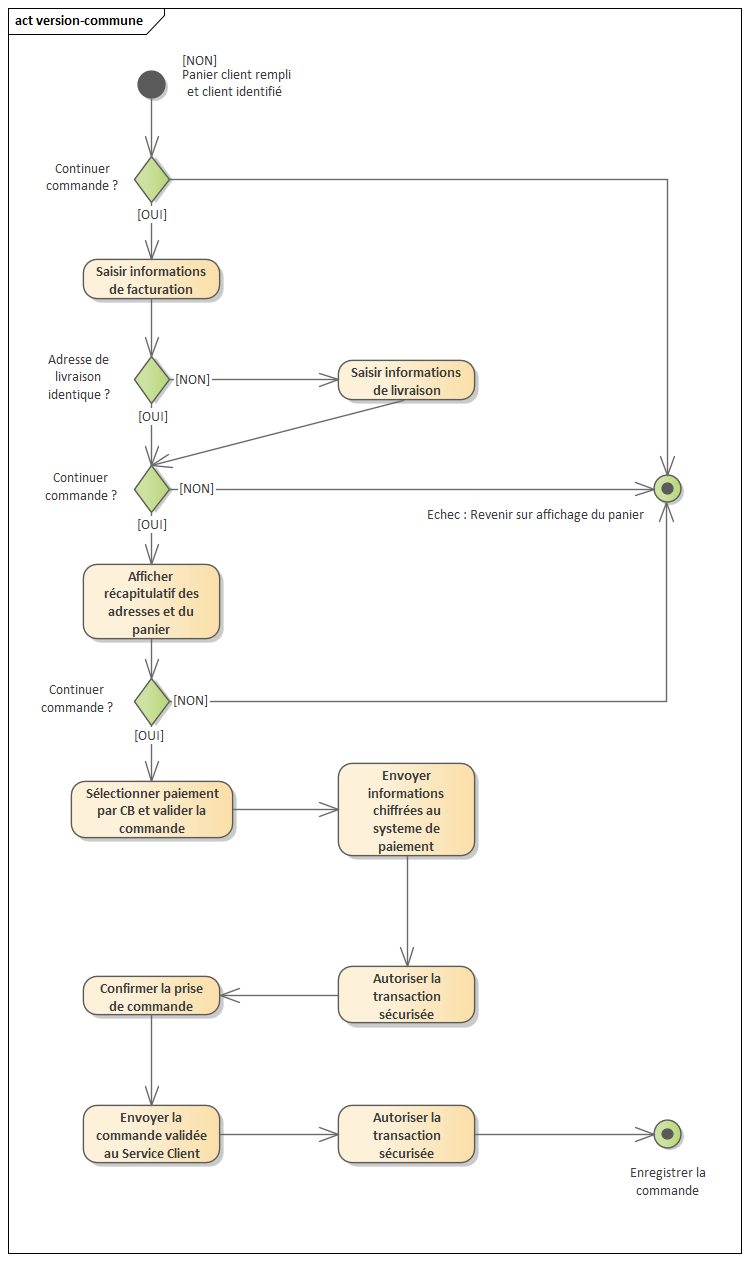 act version-commune
[NON]
Panier client rempli
et client identifié
Continuer
commande ?
[OUI]
Saisir informations
de facturation
Adresse de
livraison
identique ?
[NON]
Saisir informations
de livraison
[OUI]
Continuer
commande ?
[NON]
Echec : Revenir sur affichage du panier
[OUI]
Afficher
récapitulatif des
adresses et du
panier
Continuer
commande ?
[NON]
[OUI]
Sélectionner paiement
par CB et valider la
commande
Envoyer
informations
chiffrées au
systeme de
paiement
Confirmer la prise
de commande
Autoriser la
transaction
sécurisée
Envoyer la
commande validée
au Service Client
Autoriser la
transaction
sécurisée
Enregistrer la
commande